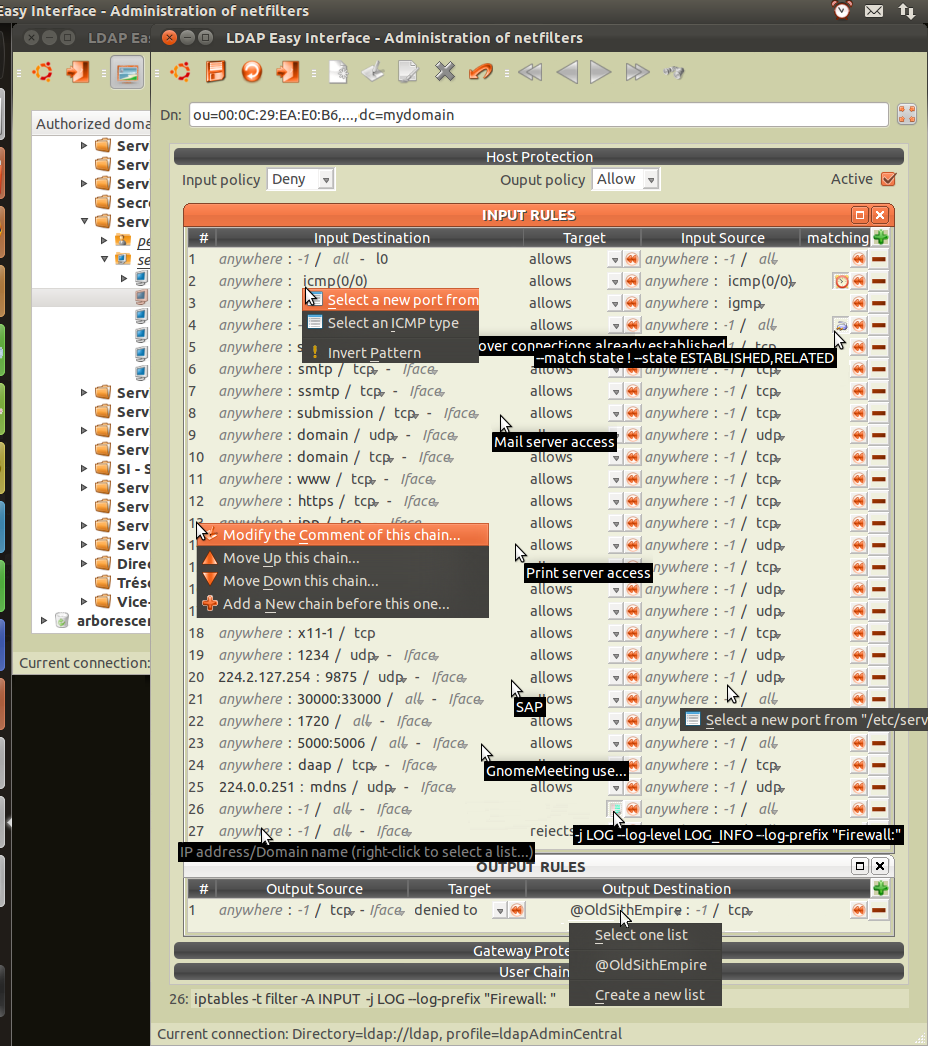 Easy Interface - Administration of netfilters
LDAP Easy Interface - Administration of netfilters
LDAP Eas
Dn: ou=00:0C:29:EA:E0:B6,...,dc=mydomain
Authorized doma
Serv
Serv
Serv
Secre
Serv
pe
se
Serv
Serv
Serv
Serv
SI - S
Serv
Serv
Serv
Serv
Direc
Tréso
Vice-
arborescen
Current connection:
Host Protection
Input policy Deny Ouput policy Allow Active
INPUT RULES
# Input Destination Target Input Source matching
1 anywhere : -1 / all - l0 allows anywhere : -1 / all
2 anywhere : icmp(0/0) allows anywhere : icmp(0/0)
3 anywhere allows anywhere : igmp
Select a new port from
4 anywhere allows anywhere : -1 / all
Select an ICMP type
5 over connections already established anywhere : -1 / tcp
Invert Pattern
--match state ! --state ESTABLISHED,RELATED
6 anywhere : smtp / tcp - Iface allows anywhere : -1 / tcp
7 anywhere : ssmtp / tcp - Iface allows anywhere : -1 / tcp
8 anywhere : submission / tcp - Iface allows anywhere : -1 / tcp
9 anywhere : domain / udp - Iface allows anywhere : -1 / udp
Mail server access
10 anywhere : domain / tcp - Iface allows anywhere : -1 / tcp
11 anywhere : www / tcp - Iface allows anywhere : -1 / tcp
12 anywhere : https / tcp - Iface allows anywhere : -1 / tcp
13 anywhere : ipp / tcp - Iface allows anywhere : -1 / tcp
Modify the Comment of this chain...
1 allows anywhere : -1 / tcp
Move Up this chain...
1 allows anywhere : -1 / tcp
Print server access
Move Down this chain...
1 allows anywhere : -1 / udp
Add a New chain before this one...
1 allows anywhere : -1 / udp
18 anywhere : x11-1 / tcp allows anywhere : -1 / tcp
19 anywhere : 1234 / udp - Iface allows anywhere : -1 / udp
20 224.2.127.254 : 9875 / udp - Iface allows anywhere : -1 / udp
21 anywhere : 30000:33000 / all - Iface allows anywhere : -1 / all
SAP
22 anywhere : 1720 / all - Iface allows anyw
Select a new port from "/etc/serv
23 anywhere : 5000:5006 / all - Iface allows anywhere : -1 / all
24 anywhere : daap / tcp - Iface allows anywhere : -1 / tcp
GnomeMeeting use...
25 224.0.0.251 : mdns / udp - Iface allows anywhere : -1 / udp
26 anywhere : -1 / all - Iface anywhere : -1 / all
27 anywhere : -1 / all - Iface rejects
-j LOG --log-level LOG_INFO --log-prefix "Firewall:"
IP address/Domain name (right-click to select a list...)
OUTPUT RULES
# Output Source Target Output Destination
1 anywhere : -1 / tcp - Iface denied to @OldSithEmpire : -1 / tcp
Select one list
@OldSithEmpire
Create a new list
Gateway Prote
User Chain
26: iptables -t filter -A INPUT -j LOG --log-prefix "Firewall: "
Current connection: Directory=ldap://ldap, profile=ldapAdminCentral